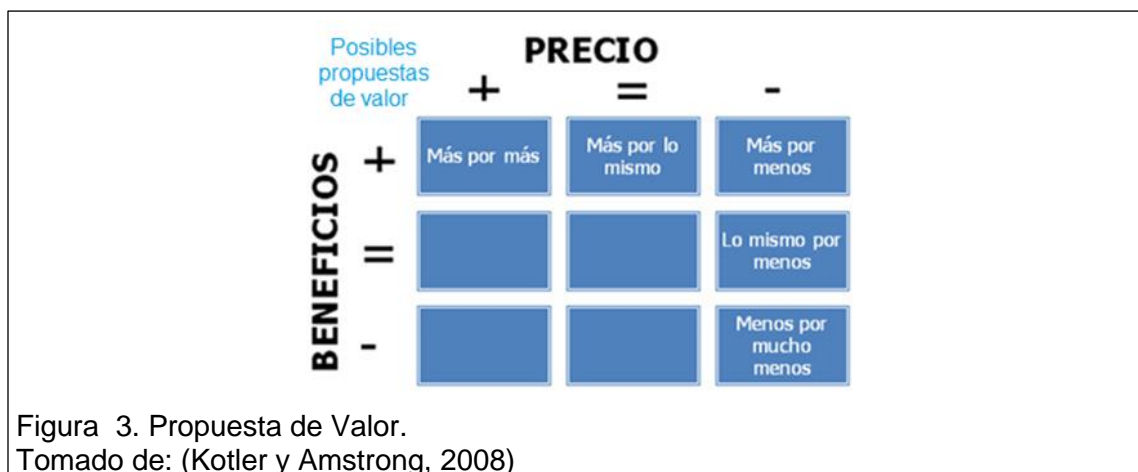 Posibles
propuestas
de valor
PRECIO
+ = -
BENEFICIOS
+
Más por más
Más por lo
mismo
Más por
menos
=
Lo mismo por
menos
-
Menos por
mucho
menos
Figura 3. Propuesta de Valor.
Tomado de: (Kotler y Amstrong, 2008)